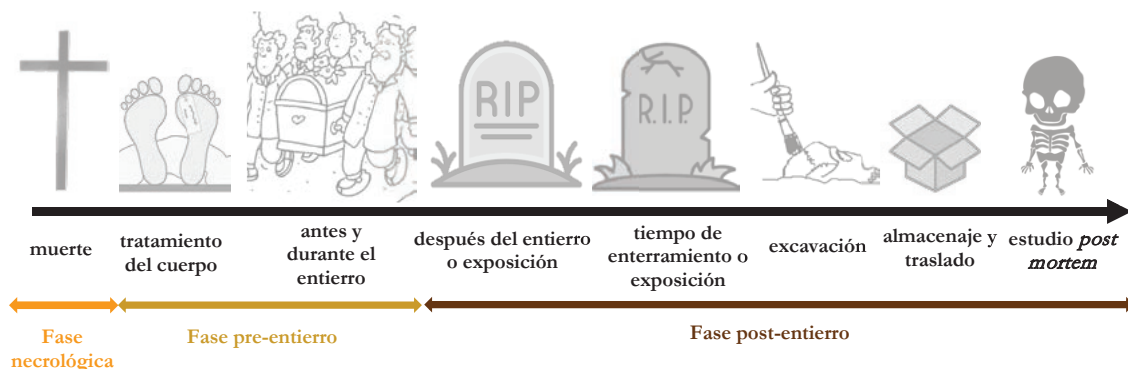 RIP
R.I.P.
muerte
tratamiento
del cuerpo
antes y
durante el
entierro
después del entierro
o exposición
tiempo de
enterramiento o
exposición
excavación
almacenaje y
traslado
estudio post
mortem
Fase
necrológica
Fase pre-entierro
Fase post-entierro